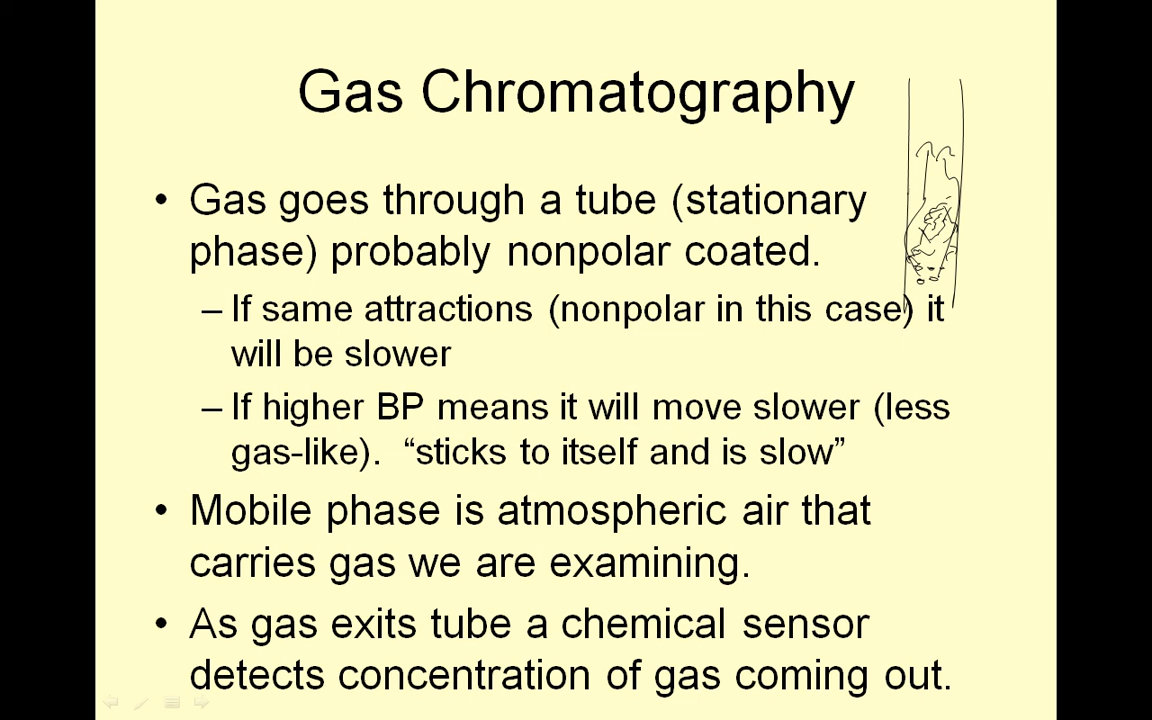 Gas Chromatography
• Gas goes through a tube (stationary
phase) probably nonpolar coated.
– If same attractions (nonpolar in this case) it
will be slower
– If higher BP means it will move slower (less
gas-like). “sticks to itself and is slow”
• Mobile phase is atmospheric air that
carries gas we are examining.
• As gas exits tube a chemical sensor
detects concentration of gas coming out.